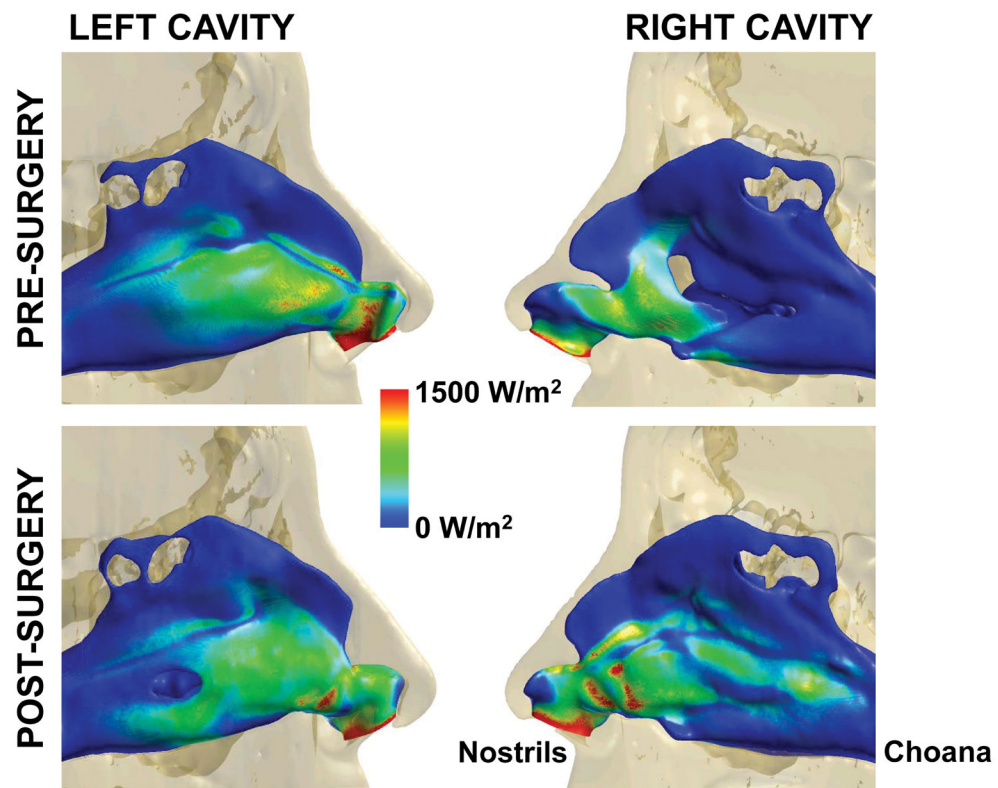 LEFT CAVITY
RIGHT CAVITY
PRE-SURGERY
1500 W/m²
0 W/m²
POST-SURGERY
Nostrils
Choana